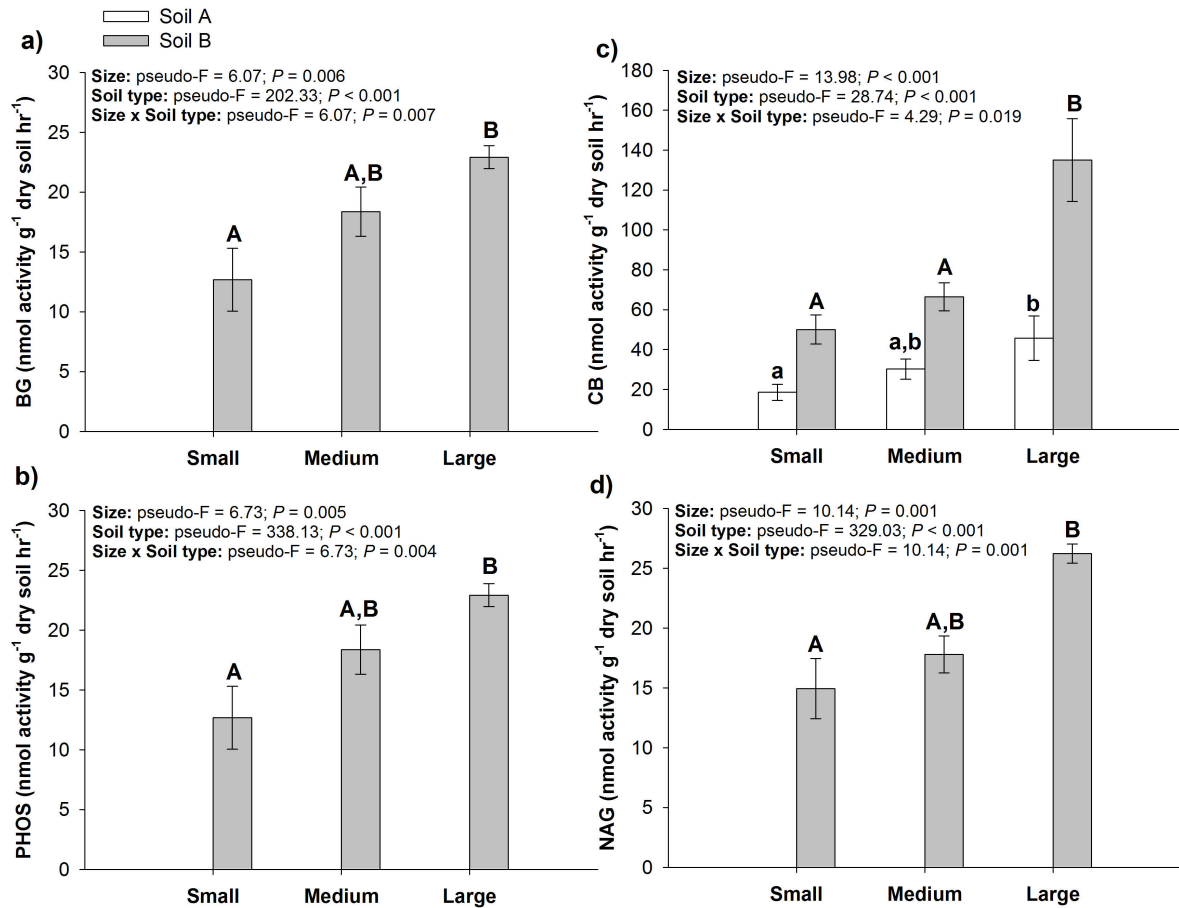 Soil A
Soil B
a)
Size: pseudo-F = 6.07; P = 0.006
Soil type: pseudo-F = 202.33; P < 0.001
Size x Soil type: pseudo-F = 6.07; P = 0.007
BG (nmol activity g-1 dry soil hr-1)
30
25
20
15
10
5
0
A
A,B
B
Small Medium Large
c)
Size: pseudo-F = 13.98; P < 0.001
Soil type: pseudo-F = 28.74; P < 0.001
Size x Soil type: pseudo-F = 4.29; P = 0.019
CB (nmol activity g-1 dry soil hr-1)
180
160
140
120
100
80
60
40
20
0
a
A
a,b
A
b
B
Small Medium Large
b)
Size: pseudo-F = 6.73; P = 0.005
Soil type: pseudo-F = 338.13; P < 0.001
Size x Soil type: pseudo-F = 6.73; P = 0.004
PHOS (nmol activity g-1 dry soil hr-1)
30
25
20
15
10
5
0
A
A,B
B
Small Medium Large
d)
Size: pseudo-F = 10.14; P = 0.001
Soil type: pseudo-F = 329.03; P < 0.001
Size x Soil type: pseudo-F = 10.14; P = 0.001
NAG (nmol activity g-1 dry soil hr-1)
30
25
20
15
10
5
0
A
A,B
B
Small Medium Large